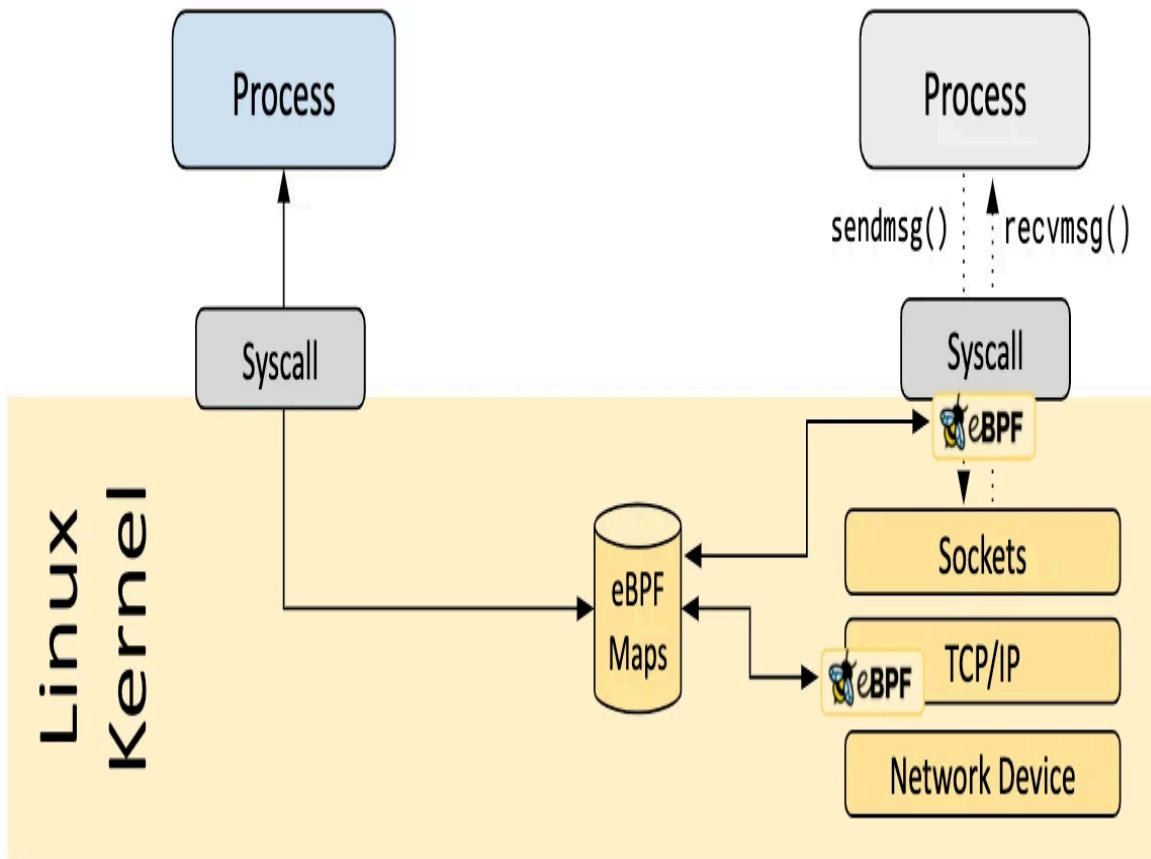 Process
Process
sendmsg()
recvmsg()
Syscall
Syscall
eBPF
Linux
Kernel
eBPF
Maps
Sockets
TCP/IP
eBPF
Network Device